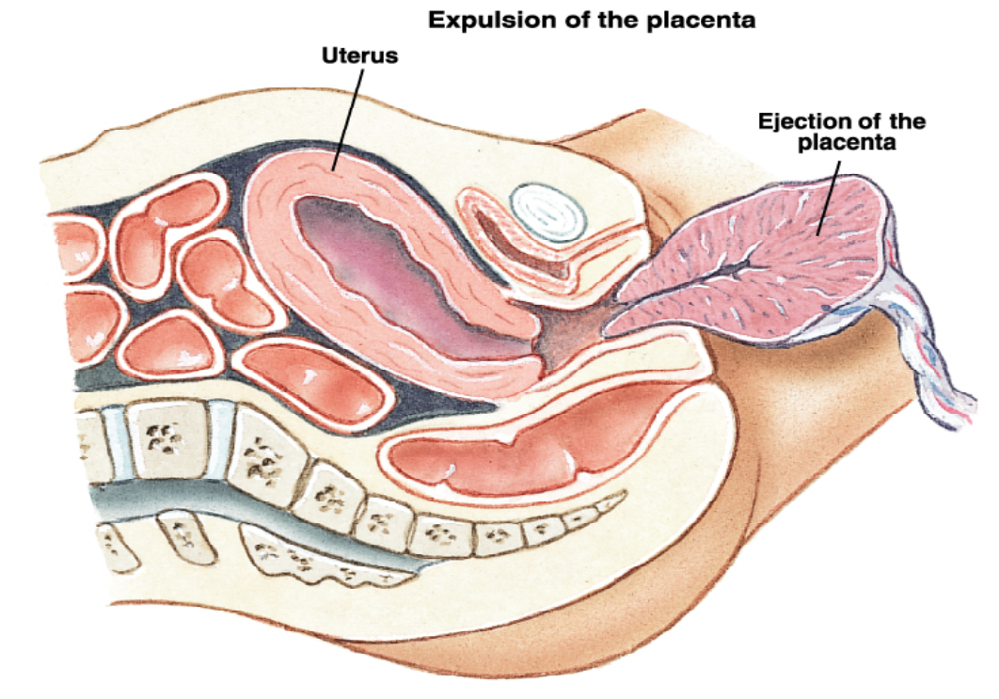 Expulsion of the placenta
Uterus
Ejection of the
placenta